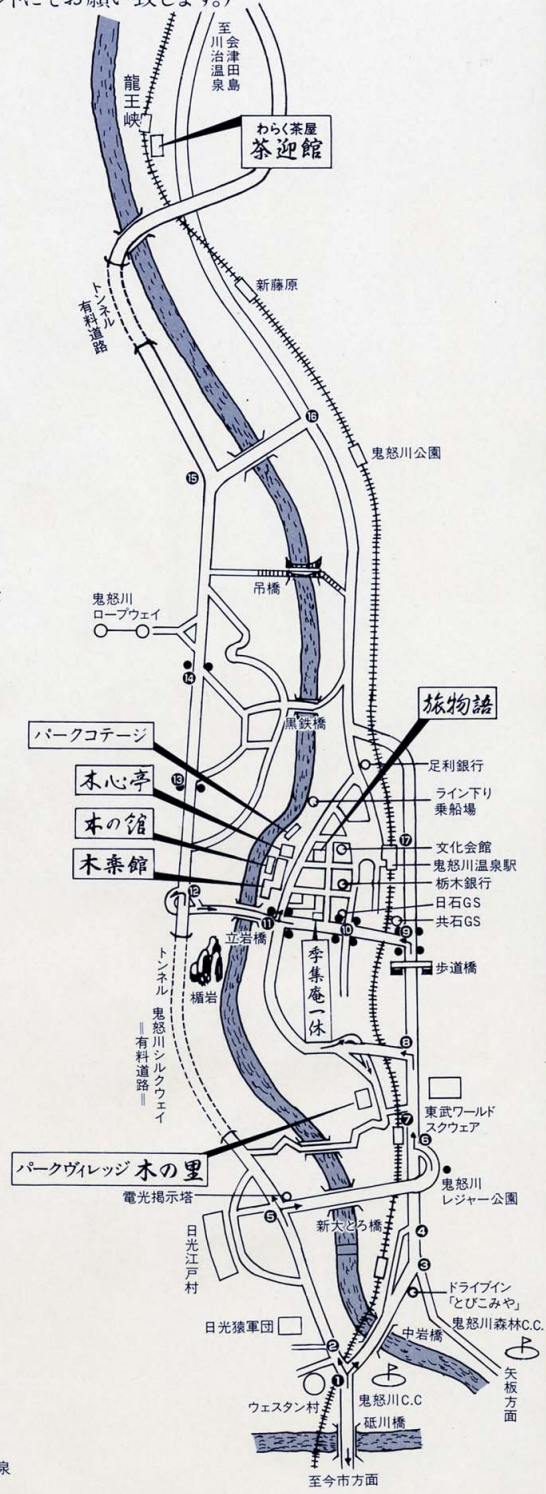 お願い致します。）
至川治温泉
会津田島
龍王峡
わらく茶屋
茶迎館
新藤原
トンネル
有料道路
⑯
鬼怒川公園
⑮
吊橋
鬼怒川
ロープウェイ
⑭
黒鉄橋
旅物語
パークコテージ
足利銀行
木心亭
⑬
ライン下り
乗船場
本の館
⑰
文化会館
木楽館
鬼怒川温泉駅
栃木銀行
⑫
日石GS
⑪
⑩
⑨
共石GS
立岩橋
季集庵一休
歩道橋
楯岩
トンネル 鬼怒川シルクウェイ
=有料道路=
⑧
東武ワールド
スクウェア
⑦
⑥
パークヴィレッジ 木の里
電光掲示塔
鬼怒川
レジャー公園
⑤
新大とろ橋
④
日光江戸村
③
ドライブイン
「とびこみや」
日光猿軍団
中岩橋
鬼怒川森林C.C.
②
①
矢板方面
ウェスタン村
鬼怒川C.C
砥川橋
泉
至今市方面